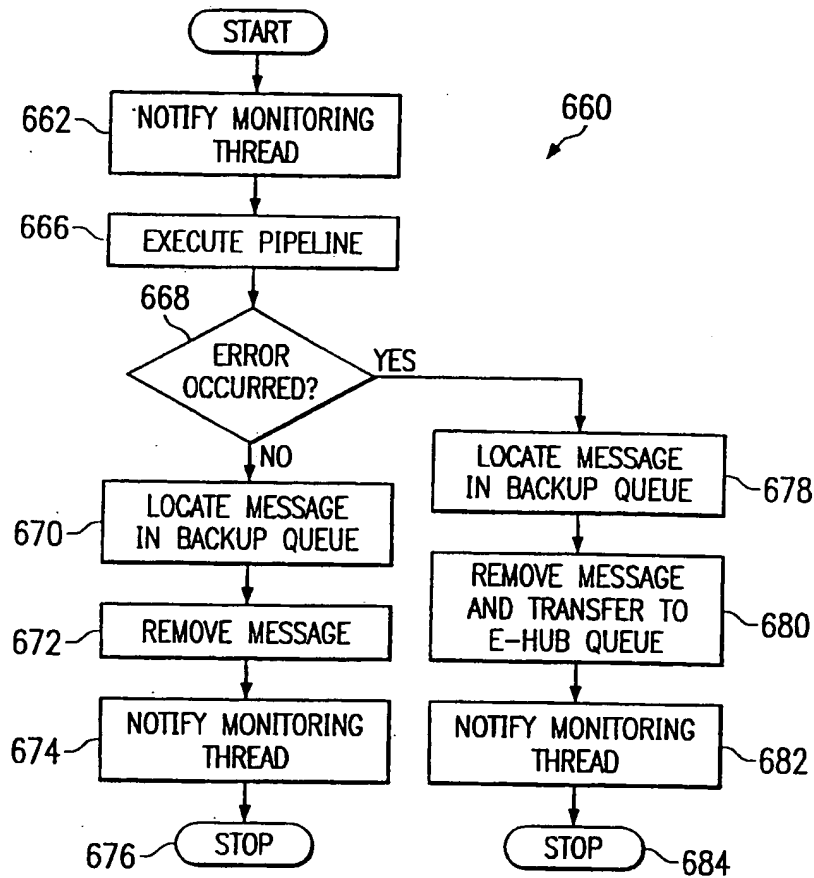 START
662
NOTIFY MONITORING
THREAD
660
666
EXECUTE PIPELINE
668
ERROR
OCCURRED?
YES
NO
670
LOCATE MESSAGE
IN BACKUP QUEUE
LOCATE MESSAGE
IN BACKUP QUEUE
678
672
REMOVE MESSAGE
REMOVE MESSAGE
AND TRANSFER TO
E-HUB QUEUE
680
674
NOTIFY MONITORING
THREAD
NOTIFY MONITORING
THREAD
682
676
STOP
STOP
684